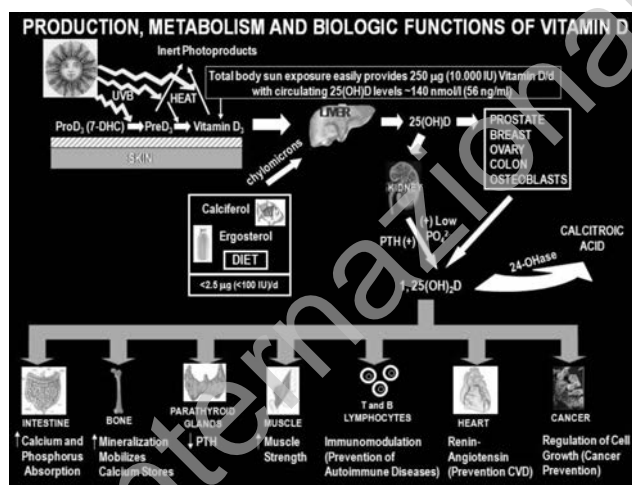 PRODUCTION, METABOLISM AND BIOLOGIC FUNCTIONS OF VITAMIN D
Inert Photoproducts
UVB
HEAT
Total body sun exposure easily provides 250 µg (10.000 IU) Vitamin D/d
with circulating 25(OH)D levels ~140 nmol/l (56 ng/ml)
ProD3 (7-DHC)
PreD3
Vitamin D3
SKIN
LIVER
25(OH)D
PROSTATE
BREAST
OVARY
COLON
OSTEOBLASTS
chylomicrons
KIDNEY
Calciferol
Ergosterol
DIET
<2.5 µg (<100 IU)/d
(+) Low
PTH (+)
24-OHase
CALCITROIC
ACID
1, 25(OH)2D
INTESTINE
Calcium and
Phosphorus
Absorption
BONE
Mineralization
Mobilizes
Calcium Stores
PARATHYROID
GLANDS
PTH
MUSCLE
Muscle
Strength
T and B
LYMPHOCYTES
Immunomodulation
(Prevention of
Autoimmune Diseases)
HEART
Renin-
Angiotensin
(Prevention CVD)
CANCER
Regulation of Cell
Growth (Cancer
Prevention)
ternaziona